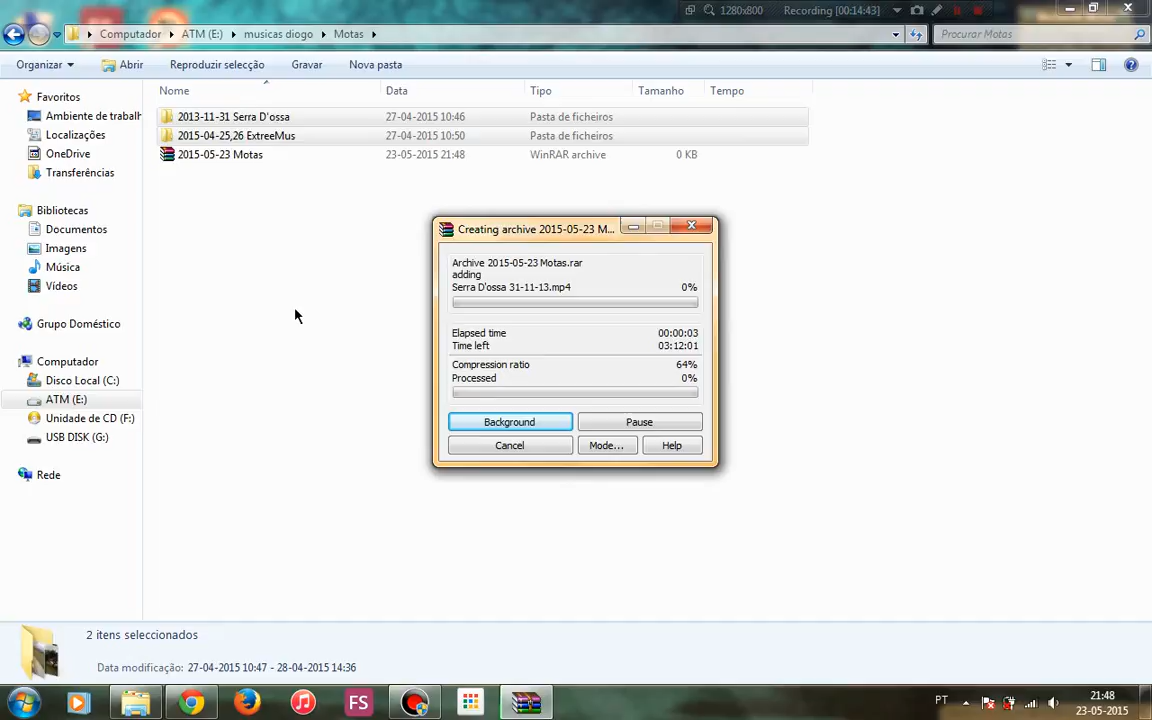 1280x800 Recording [00:14:43]
Computador ATM (E:) musicas diogo Motas
Procurar Motas
Organizar Abrir Reproduzir selecção Gravar Nova pasta
Nome Data Tipo Tamanho Tempo
Favoritos
Ambiente de trabalh
Localizações
OneDrive
Transferências
Bibliotecas
Documentos
Imagens
Música
Vídeos
Grupo Doméstico
Computador
Disco Local (C:)
ATM (E:)
Unidade de CD (F:)
USB DISK (G:)
Rede
2013-11-31 Serra D'ossa 27-04-2015 10:46 Pasta de ficheiros
2015-04-25,26 ExtreeMus 27-04-2015 10:50 Pasta de ficheiros
2015-05-23 Motas 23-05-2015 21:48 WinRAR archive 0 KB
Creating archive 2015-05-23 M...
Archive 2015-05-23 Motas.rar
adding
Serra D'ossa 31-11-13.mp4 0%
Elapsed time 00:00:03
Time left 03:12:01
Compression ratio 64%
Processed 0%
Background Pause
Cancel Mode... Help
2 itens seleccionados
Data modificação: 27-04-2015 10:47 - 28-04-2015 14:36
FS
PT
21:48
23-05-2015